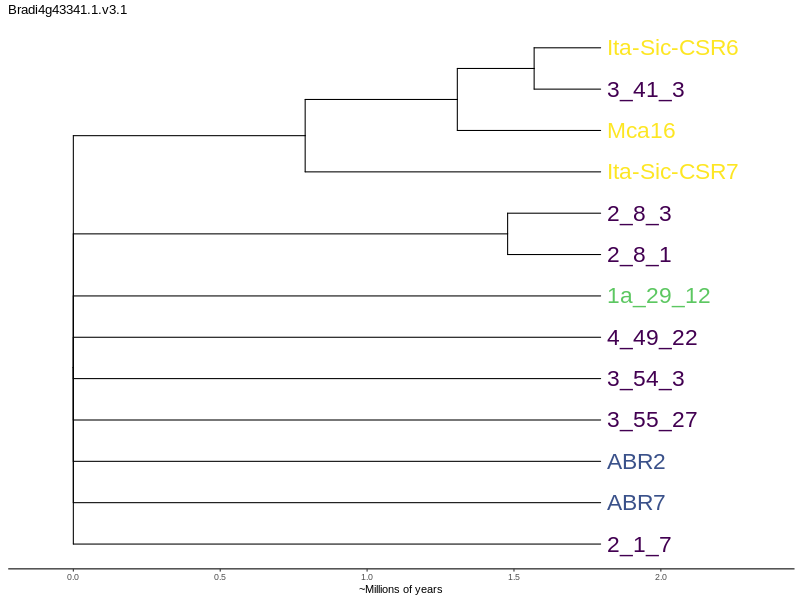 Bradi4g43341.1.v3.1
Ita-Sic-CSR6
3_41_3
Mca16
Ita-Sic-CSR7
2_8_3
2_8_1
1a_29_12
4_49_22
3_54_3
3_55_27
ABR2
ABR7
2_1_7
0.0 0.5 1.0 1.5 2.0
~Millions of years